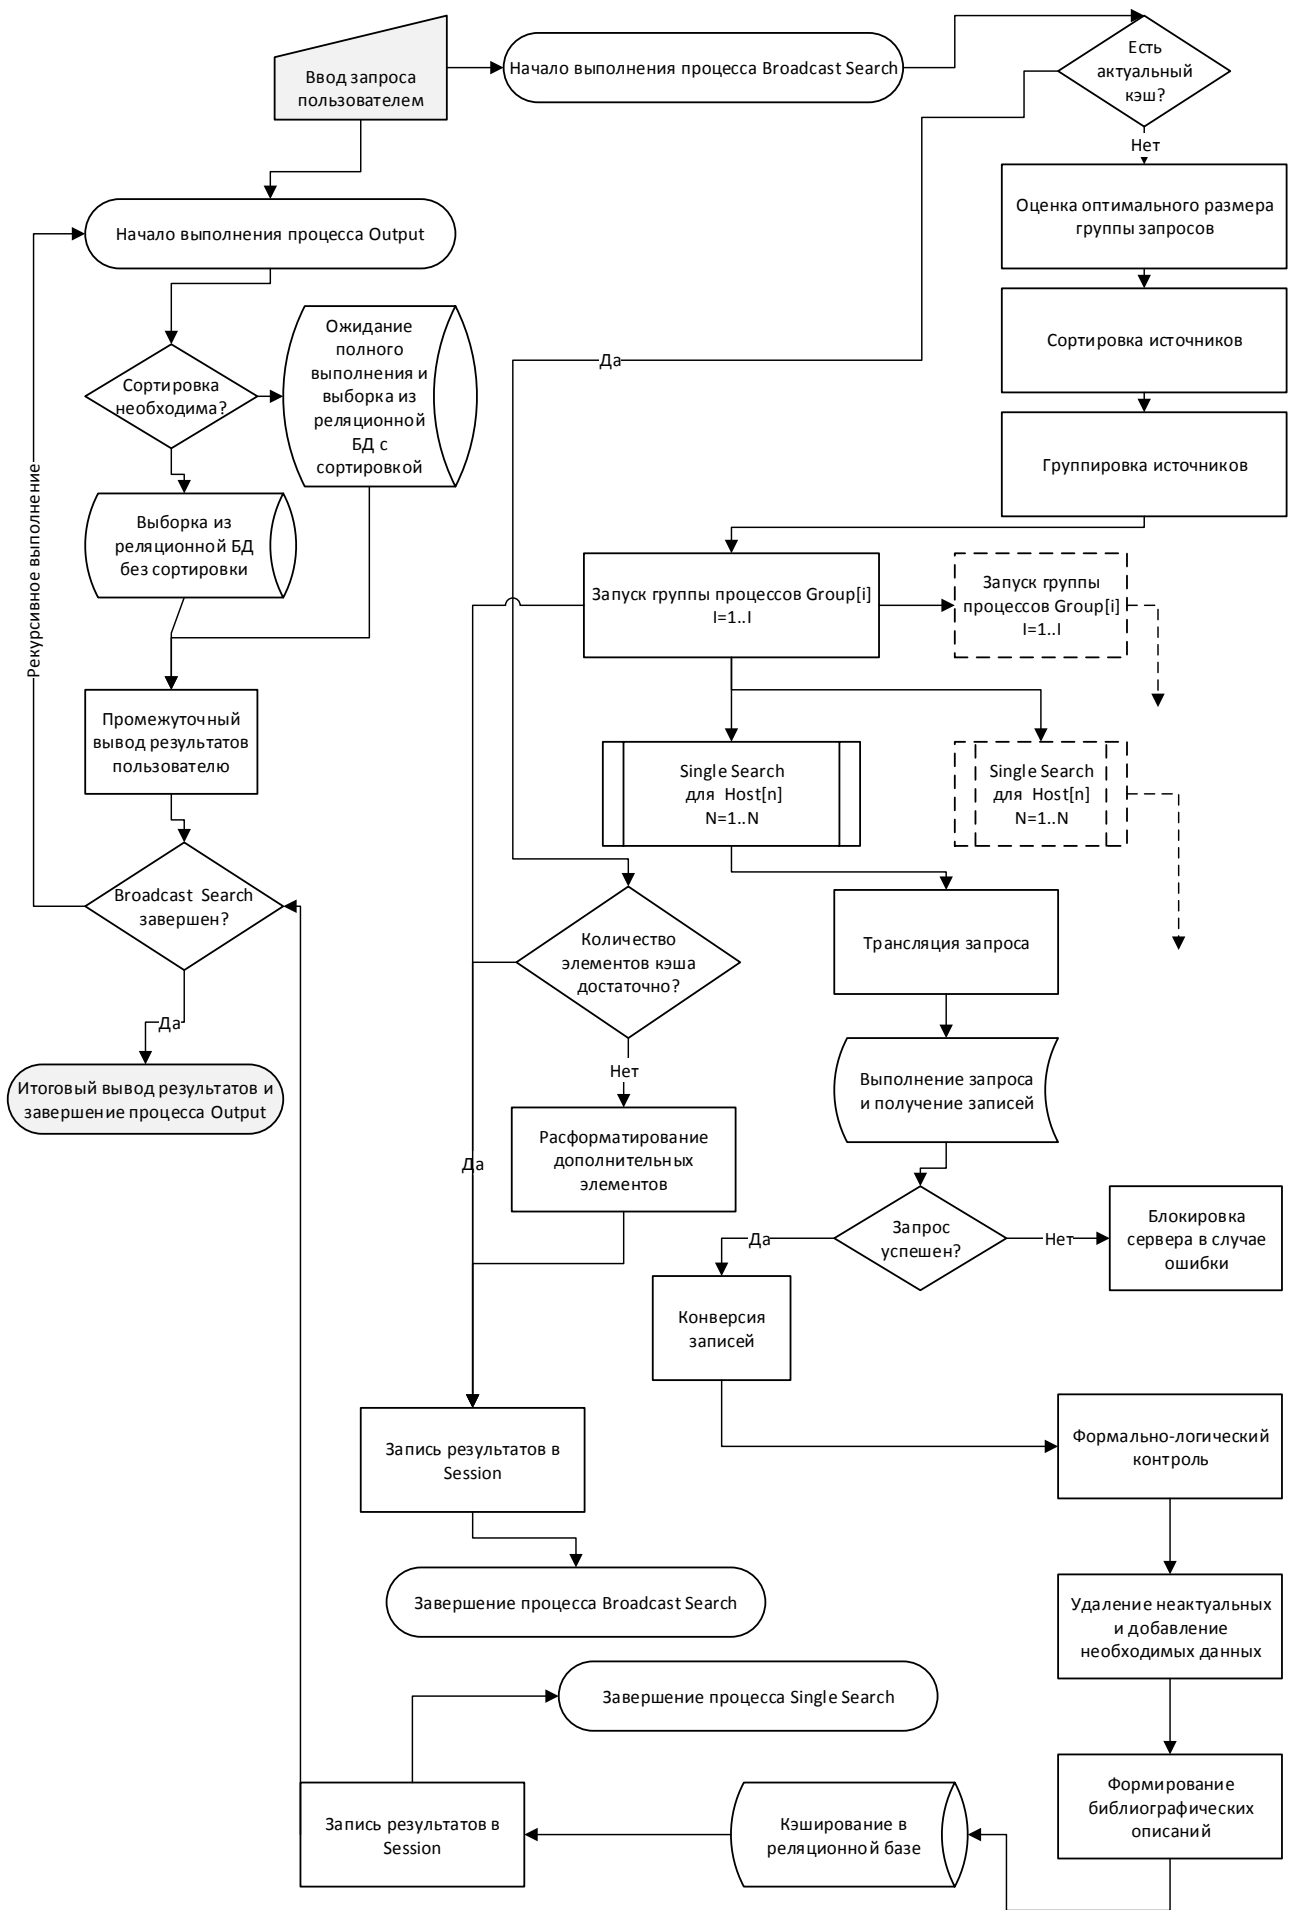 Ввод запроса
пользователем
Начало выполнения процесса Broadcast Search
Есть
актуальный
кэш?
Нет
Оценка оптимального размера
группы запросов
Начало выполнения процесса Output
Сортировка источников
Ожидание
полного
выполнения и
выборка из
реляционной
БД с
сортировкой
Да
Сортировка
необходима?
Группировка источников
Рекурсивное выполнение
Выборка из
реляционной БД
без сортировки
Запуск группы процессов Group[i]
I=1..I
Запуск группы
процессов Group[i]
I=1..I
Промежуточный
вывод результатов
пользователю
Single Search
для Host[n]
N=1..N
Single Search
для Host[n]
N=1..N
Broadcast Search
завершен?
Количество
элементов кэша
достаточно?
Трансляция запроса
Да
Нет
Итоговый вывод результатов и
завершение процесса Output
Выполнение запроса
и получение записей
Расформатирование
дополнительных
элементов
Да
Запрос
успешен?
Да
Нет
Блокировка
сервера в случае
ошибки
Конверсия
записей
Запись результатов в
Session
Формально-логический
контроль
Завершение процесса Broadcast Search
Удаление неактуальных
и добавление
необходимых данных
Завершение процесса Single Search
Формирование
библиографических
описаний
Кэширование в
реляционной базе
Запись результатов в
Session